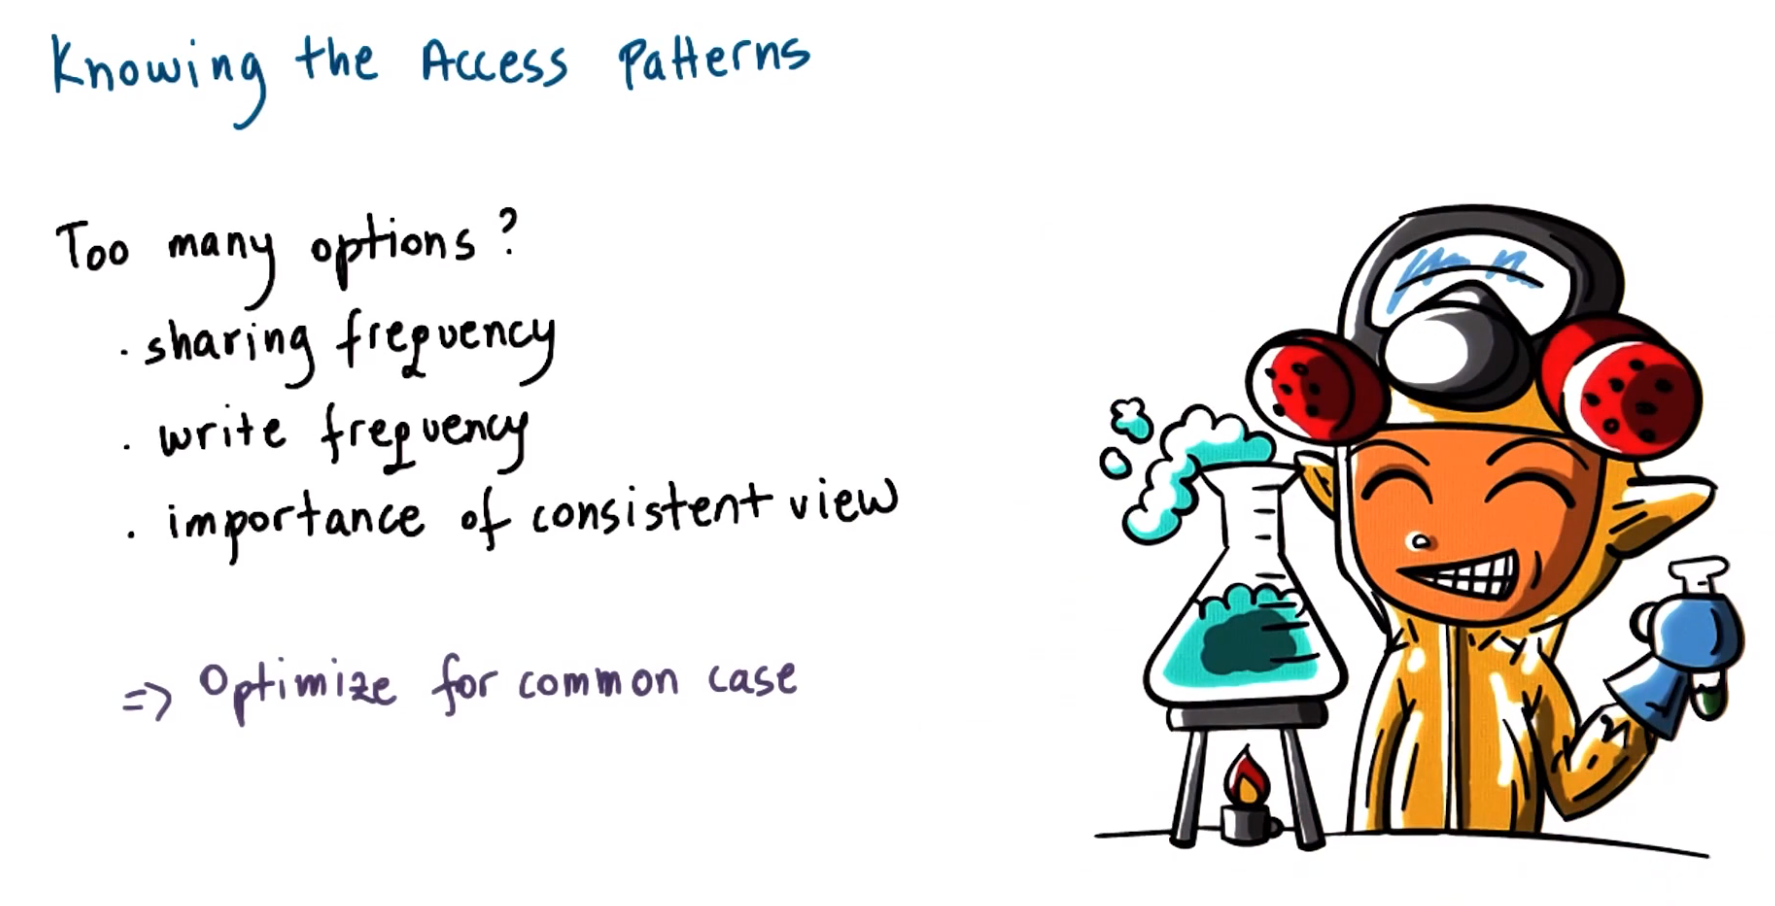 Knowing the Access Patterns
Too many options?
· sharing frequency
· write frequency
· importance of consistent view
=> Optimize for common case